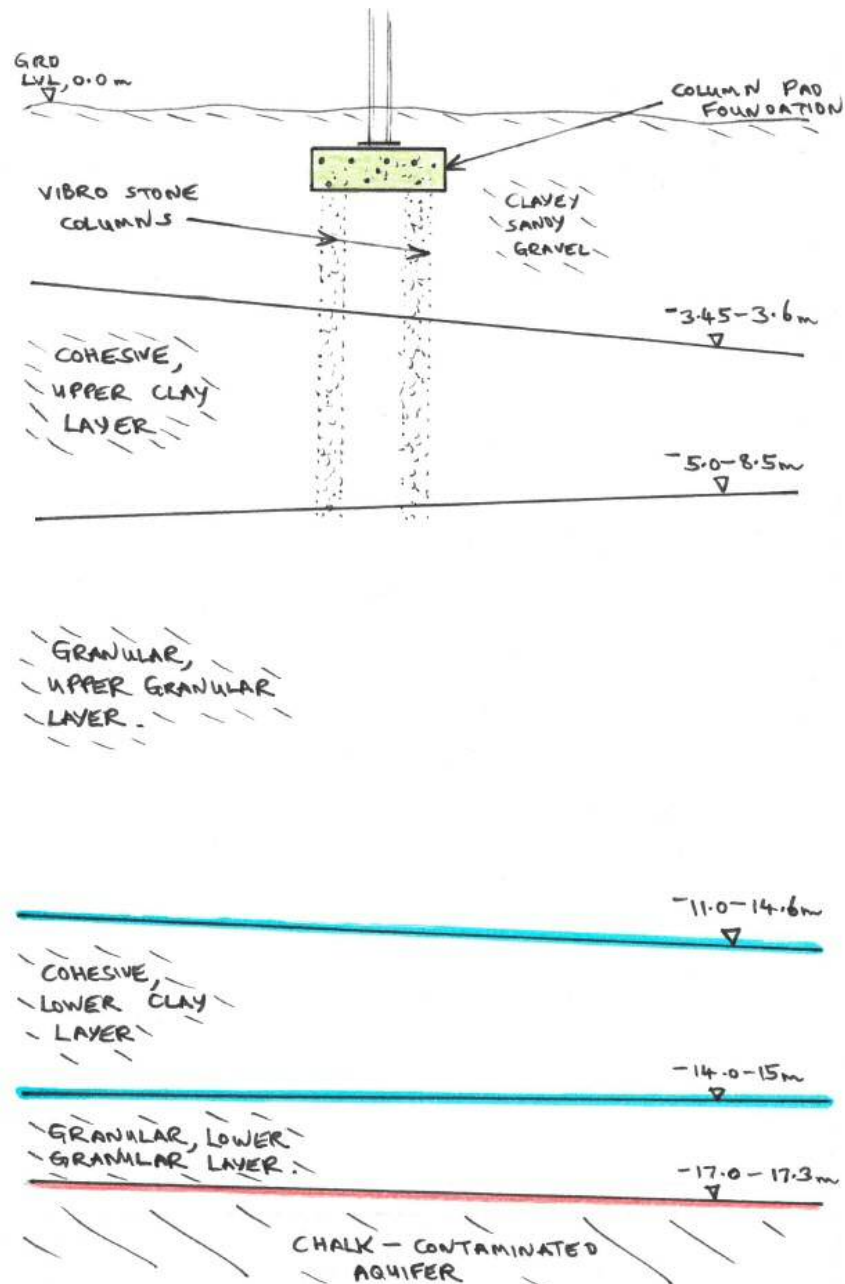 GRD
LVL, 0.0 m
COLUMN PAD
FOUNDATION
VIBRO STONE
COLUMNS
CLAYEY
SANDY
GRAVEL
-3.45-3.6m
COHESIVE,
UPPER CLAY
LAYER
-5.0-8.5m
GRANULAR,
UPPER GRANULAR
LAYER.
-11.0-14.6m
COHESIVE,
LOWER CLAY
LAYER
-14.0-15m
GRANULAR, LOWER
GRANULAR LAYER.
-17.0-17.3m
CHALK - CONTAMINATED
AQUIFER